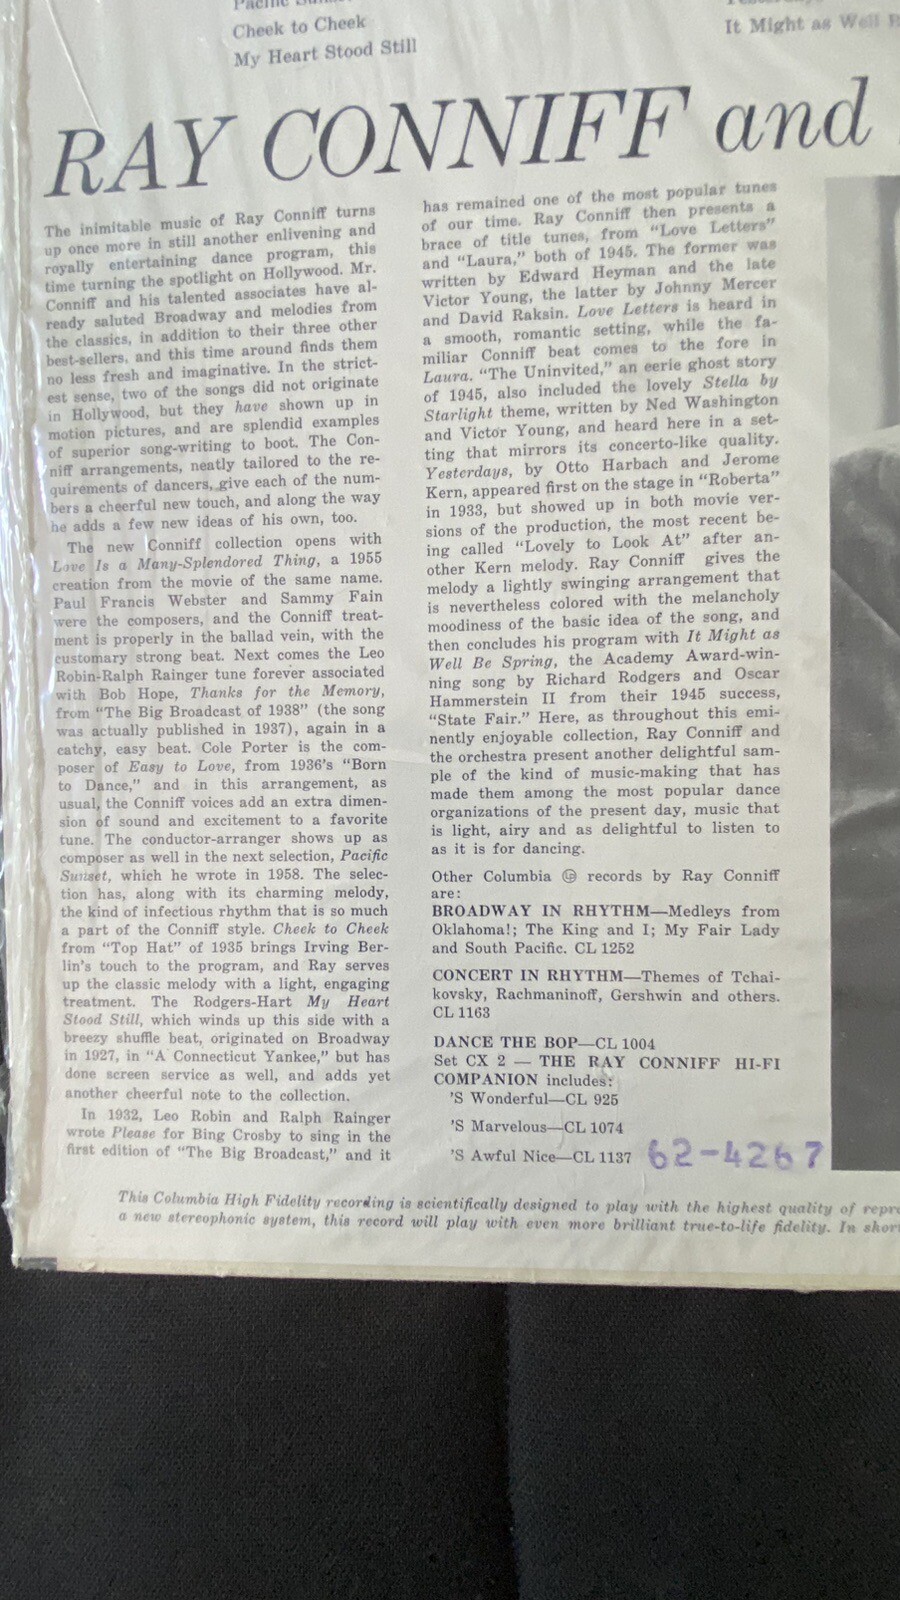 Cheek to Cheek
My Heart Stood Still
It Might as Well
RAY CONNIFF and
The inimitable music of Ray Conniff turns
up once more in still another enlivening and
royally entertaining dance program, this
time turning the spotlight on Hollywood. Mr.
Conniff and his talented associates have al-
ready saluted Broadway and melodies from
the classics, in addition to their three other
best-sellers, and this time around finds them
no less fresh and imaginative. In the strict-
est sense, two of the songs did not originate
in Hollywood, but they have shown up in
motion pictures, and are splendid examples
of superior song-writing to boot. The Con-
niff arrangements, neatly tailored to the re-
quirements of dancers, give each of the num-
bers a cheerful new touch, and along the way
he adds a few new ideas of his own, too.
The new Conniff collection opens with
Love Is a Many-Splendored Thing, a 1955
creation from the movie of the same name.
Paul Francis Webster and Sammy Fain
were the composers, and the Conniff treat-
ment is properly in the ballad vein, with the
customary strong beat. Next comes the Leo
Robin-Ralph Rainger tune forever associated
with Bob Hope, Thanks for the Memory,
from "The Big Broadcast of 1938" (the song
was actually published in 1937), again in a
catchy, easy beat. Cole Porter is the com-
poser of Easy to Love, from 1936's "Born
to Dance," and in this arrangement, as
usual, the Conniff voices add an extra dimen-
sion of sound and excitement to a favorite
tune. The conductor-arranger shows up as
composer as well in the next selection, Pacific
Sunset, which he wrote in 1958. The selec-
tion has, along with its charming melody,
the kind of infectious rhythm that is so much
a part of the Conniff style. Cheek to Cheek
from "Top Hat" of 1935 brings Irving Ber-
lin's touch to the program, and Ray serves
up the classic melody with a light, engaging
treatment. The Rodgers-Hart My Heart
Stood Still, which winds up this side with a
breezy shuffle beat, originated on Broadway
in 1927, in "A Connecticut Yankee," but has
done screen service as well, and adds yet
another cheerful note to the collection.
In 1932, Leo Robin and Ralph Rainger
wrote Please for Bing Crosby to sing in the
first edition of "The Big Broadcast," and it
has remained one of the most popular tunes
of our time. Ray Conniff then presents a
brace of title tunes, from "Love Letters"
and "Laura," both of 1945. The former was
written by Edward Heyman and the late
Victor Young, the latter by Johnny Mercer
and David Raksin. Love Letters is heard in
a smooth, romantic setting, while the fa-
miliar Conniff beat comes to the fore in
Laura. "The Uninvited," an eerie ghost story
of 1945, also included the lovely Stella by
Starlight theme, written by Ned Washington
and Victor Young, and heard here in a set-
ting that mirrors its concerto-like quality.
Yesterdays, by Otto Harbach and Jerome
Kern, appeared first on the stage in "Roberta"
in 1933, but showed up in both movie ver-
sions of the production, the most recent be-
ing called "Lovely to Look At" after an-
other Kern melody. Ray Conniff gives the
melody a lightly swinging arrangement that
is nevertheless colored with the melancholy
moodiness of the basic idea of the song, and
then concludes his program with It Might as
Well Be Spring, the Academy Award-win-
ning song by Richard Rodgers and Oscar
Hammerstein II from their 1945 success,
"State Fair." Here, as throughout this emi-
nently enjoyable collection, Ray Conniff and
the orchestra present another delightful sam-
ple of the kind of music-making that has
made them among the most popular dance
organizations of the present day, music that
is light, airy and as delightful to listen to
as it is for dancing.
Other Columbia records by Ray Conniff
are:
BROADWAY IN RHYTHM—Medleys from
Oklahoma!; The King and I; My Fair Lady
and South Pacific. CL 1252
CONCERT IN RHYTHM—Themes of Tchai-
kovsky, Rachmaninoff, Gershwin and others.
CL 1163
DANCE THE BOP—CL 1004
Set CX 2 — THE RAY CONNIFF HI-FI
COMPANION includes:
'S Wonderful—CL 925
'S Marvelous—CL 1074
'S Awful Nice—CL 1137
62-4267
This Columbia High Fidelity recording is scientifically designed to play with the highest quality of
a new stereophonic system, this record will play with even more brilliant true-to-life fidelity. In